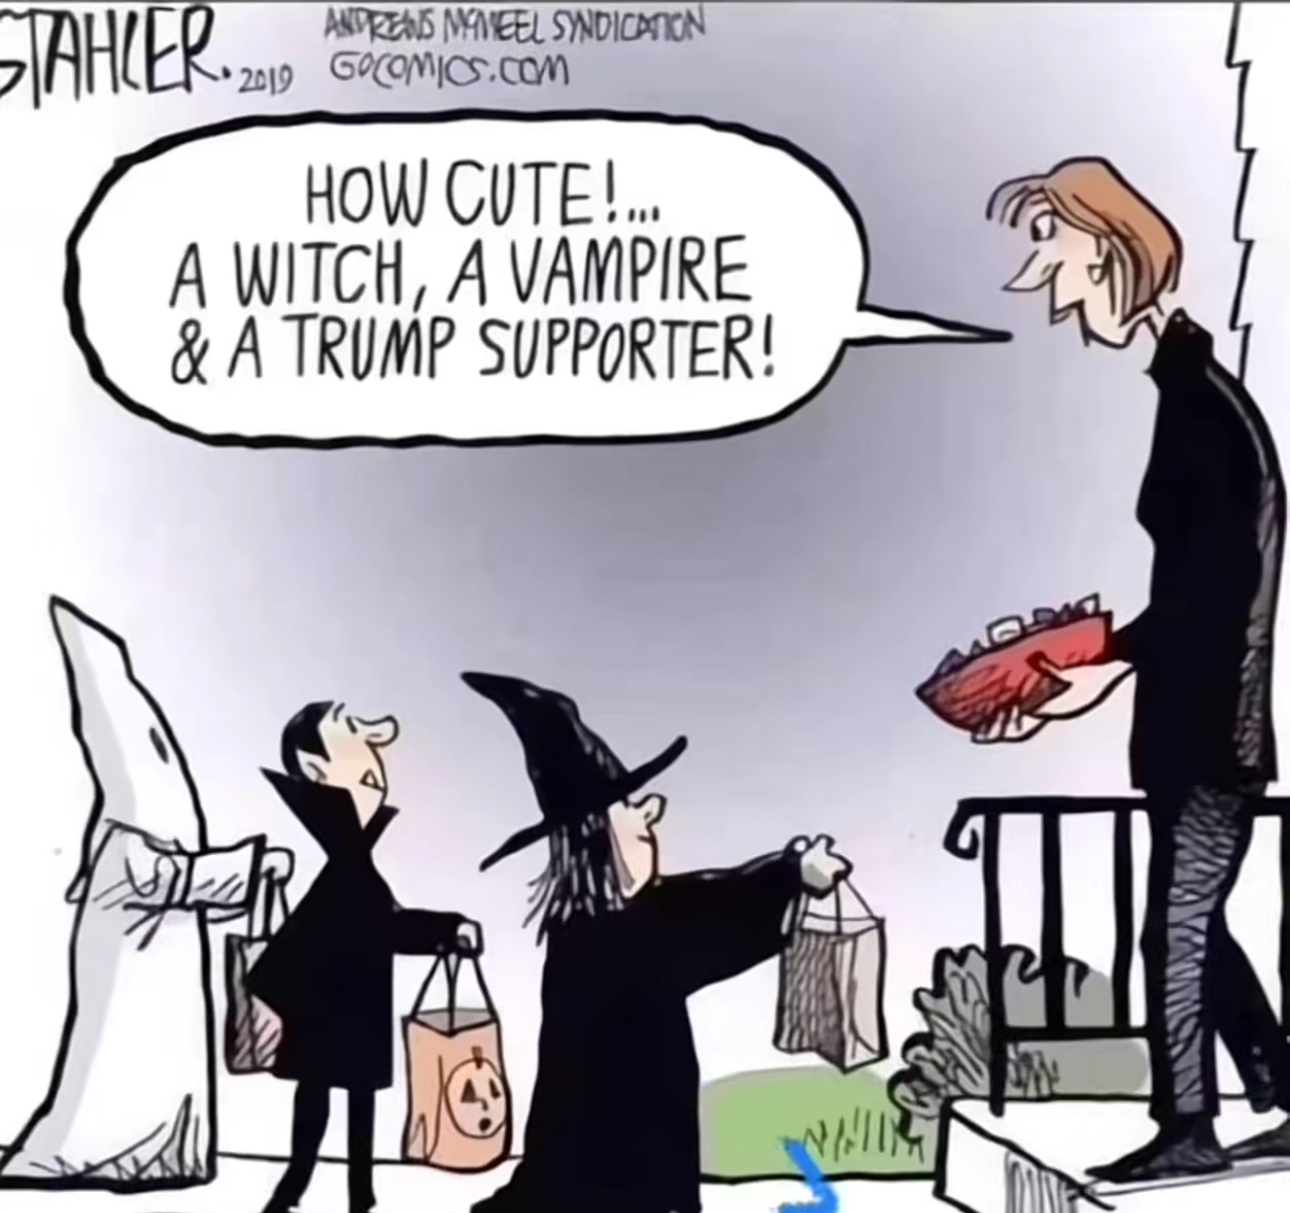 STAHLER. 2019
ANDREWS MCMEEL SYNDICATION
GOCOMICS.COM
HOW CUTE!...
A WITCH, A VAMPIRE
& A TRUMP SUPPORTER!